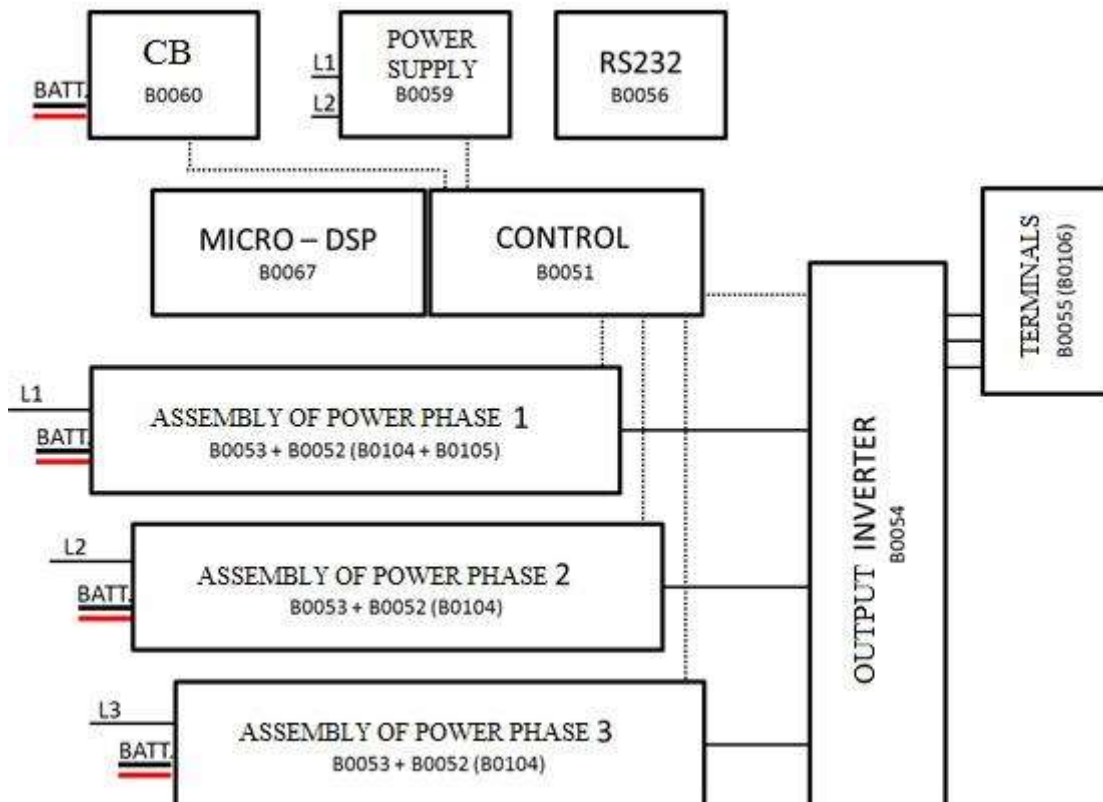 CB
B0060
BATT.
POWER
SUPPLY
B0059
L1
L2
RS232
B0056
MICRO – DSP
B0067
CONTROL
B0051
TERMINALS
B0055 (B0106)
L1
BATT.
ASSEMBLY OF POWER PHASE 1
B0053 + B0052 (B0104 + B0105)
L2
BATT.
ASSEMBLY OF POWER PHASE 2
B0053 + B0052 (B0104)
L3
BATT.
ASSEMBLY OF POWER PHASE 3
B0053 + B0052 (B0104)
OUTPUT INVERTER
B0054